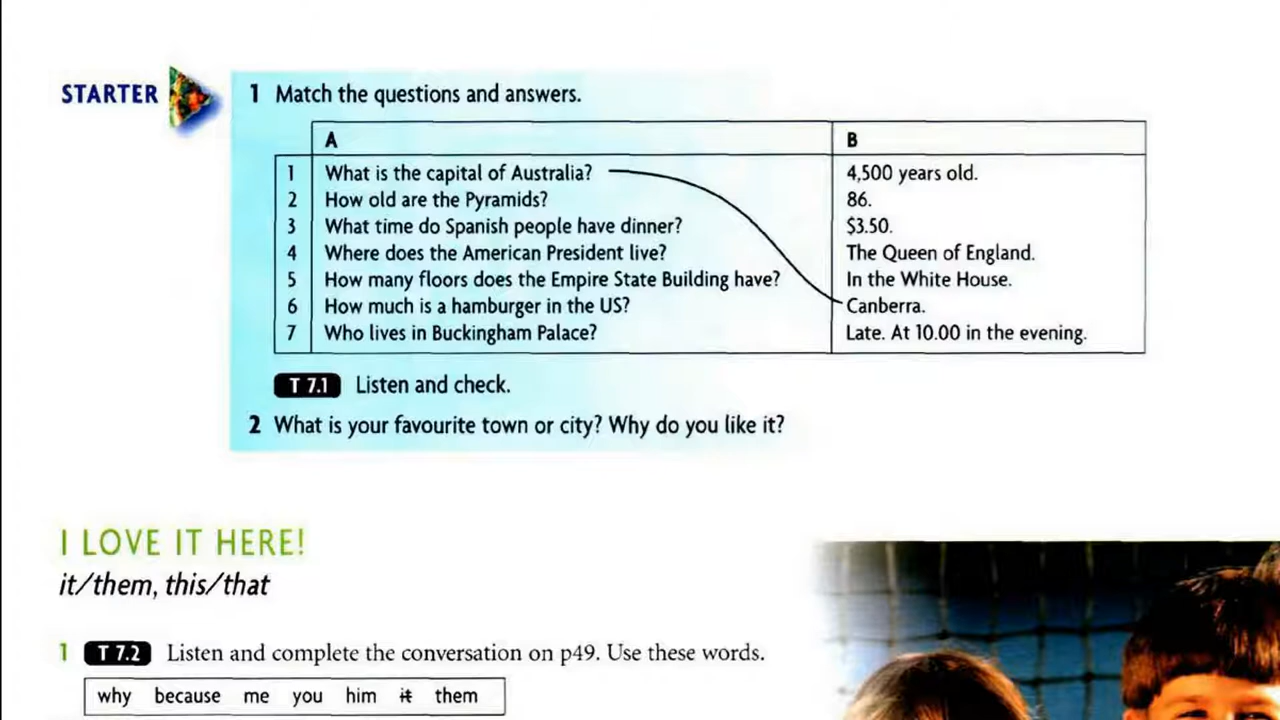 STARTER
1 Match the questions and answers.
A B
1 What is the capital of Australia? 4,500 years old.
2 How old are the Pyramids? 86.
3 What time do Spanish people have dinner? $3.50.
4 Where does the American President live? The Queen of England.
5 How many floors does the Empire State Building have? In the White House.
6 How much is a hamburger in the US? Canberra.
7 Who lives in Buckingham Palace? Late. At 10.00 in the evening.
T 7.1 Listen and check.
2 What is your favourite town or city? Why do you like it?
I LOVE IT HERE!
it/them, this/that
1 T 7.2 Listen and complete the conversation on p49. Use these words.
why because me you him it them